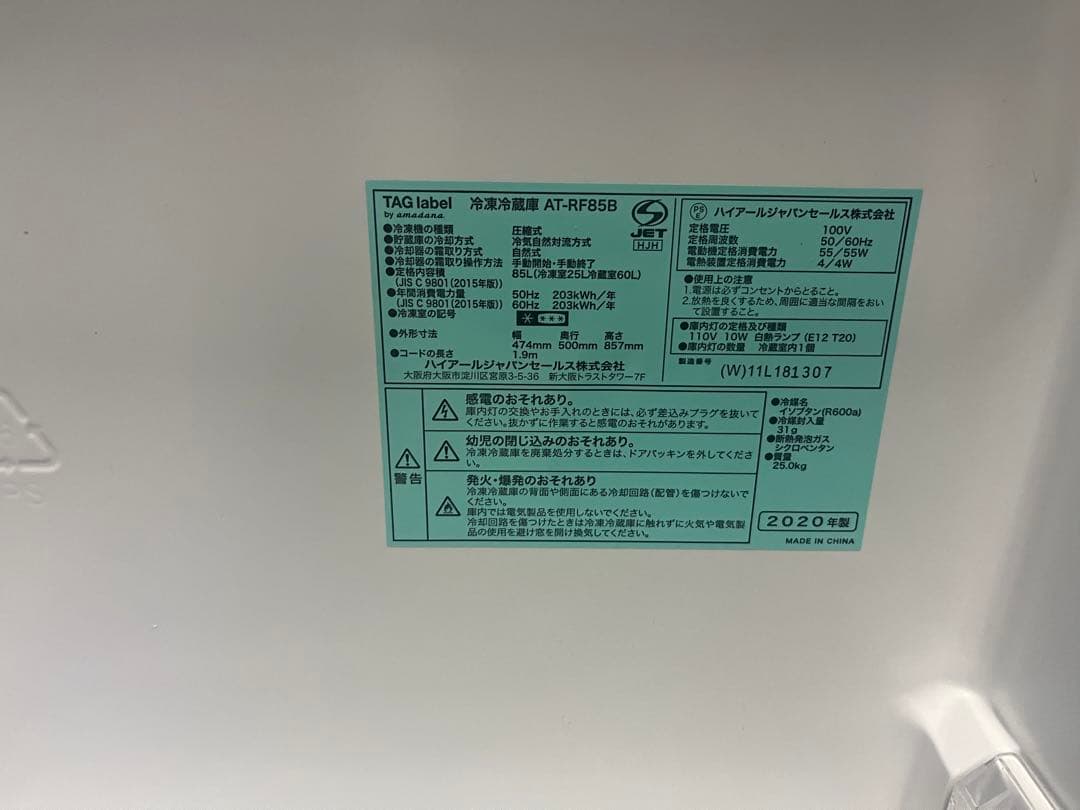 TAG label
by amadana
冷凍冷蔵庫 AT-RF85B
JET
HJH
●冷凍機の種類 圧縮式
●貯蔵庫の冷却方式 冷気自然対流方式
●冷却器の霜取り方式 自然式
●冷却器の霜取り操作方法 手動開始・手動終了
●定格内容積 85L(冷凍室25L冷蔵室60L)
(JIS C 9801(2015年版))
●年間消費電力量 50Hz 203kWh/年
(JIS C 9801(2015年版)) 60Hz 203kWh/年
●冷凍室の記号
●外形寸法 幅 奥行 高さ
474mm 500mm 857mm
●コードの長さ 1.9m
ハイアールジャパンセールス株式会社
大阪府大阪市淀川区宮原3-5-36 新大阪トラストタワー7F
PS
E
ハイアールジャパンセールス株式会社
定格電圧 100V
定格周波数 50/60Hz
電動機定格消費電力 55/55W
電熱装置定格消費電力 4/4W
●使用上の注意
1.電源は必ずコンセントからとること。
2.放熱を良くするため、周囲に適当な間隔をおい
て設置すること。
●庫内灯の定格及び種類
110V 10W 白熱ランプ (E12 T20)
●庫内灯の数量 冷蔵室内1個
製造番号 (W)11L181307
警告
感電のおそれあり。
庫内灯の交換やお手入れのときには、必ず差込みプラグを抜いて
ください。抜かずに作業すると感電のおそれがあります。
幼児の閉じ込みのおそれあり。
冷凍冷蔵庫を廃棄処分するときは、ドアパッキンを外してくださ
い。
発火・爆発のおそれあり
冷凍冷蔵庫の背面や側面にある冷却回路(配管)を傷つけないで
ください。
庫内では電気製品を使用しないでください。
冷却回路を傷つけたときは冷凍冷蔵庫に触れずに火気や電気製
品の使用を避け窓を開け換気してください。
●冷媒名
イソブタン(R600a)
●冷媒封入量
31g
●断熱発泡ガス
シクロペンタン
●質量
25.0kg
2020年製
MADE IN CHINA
PS